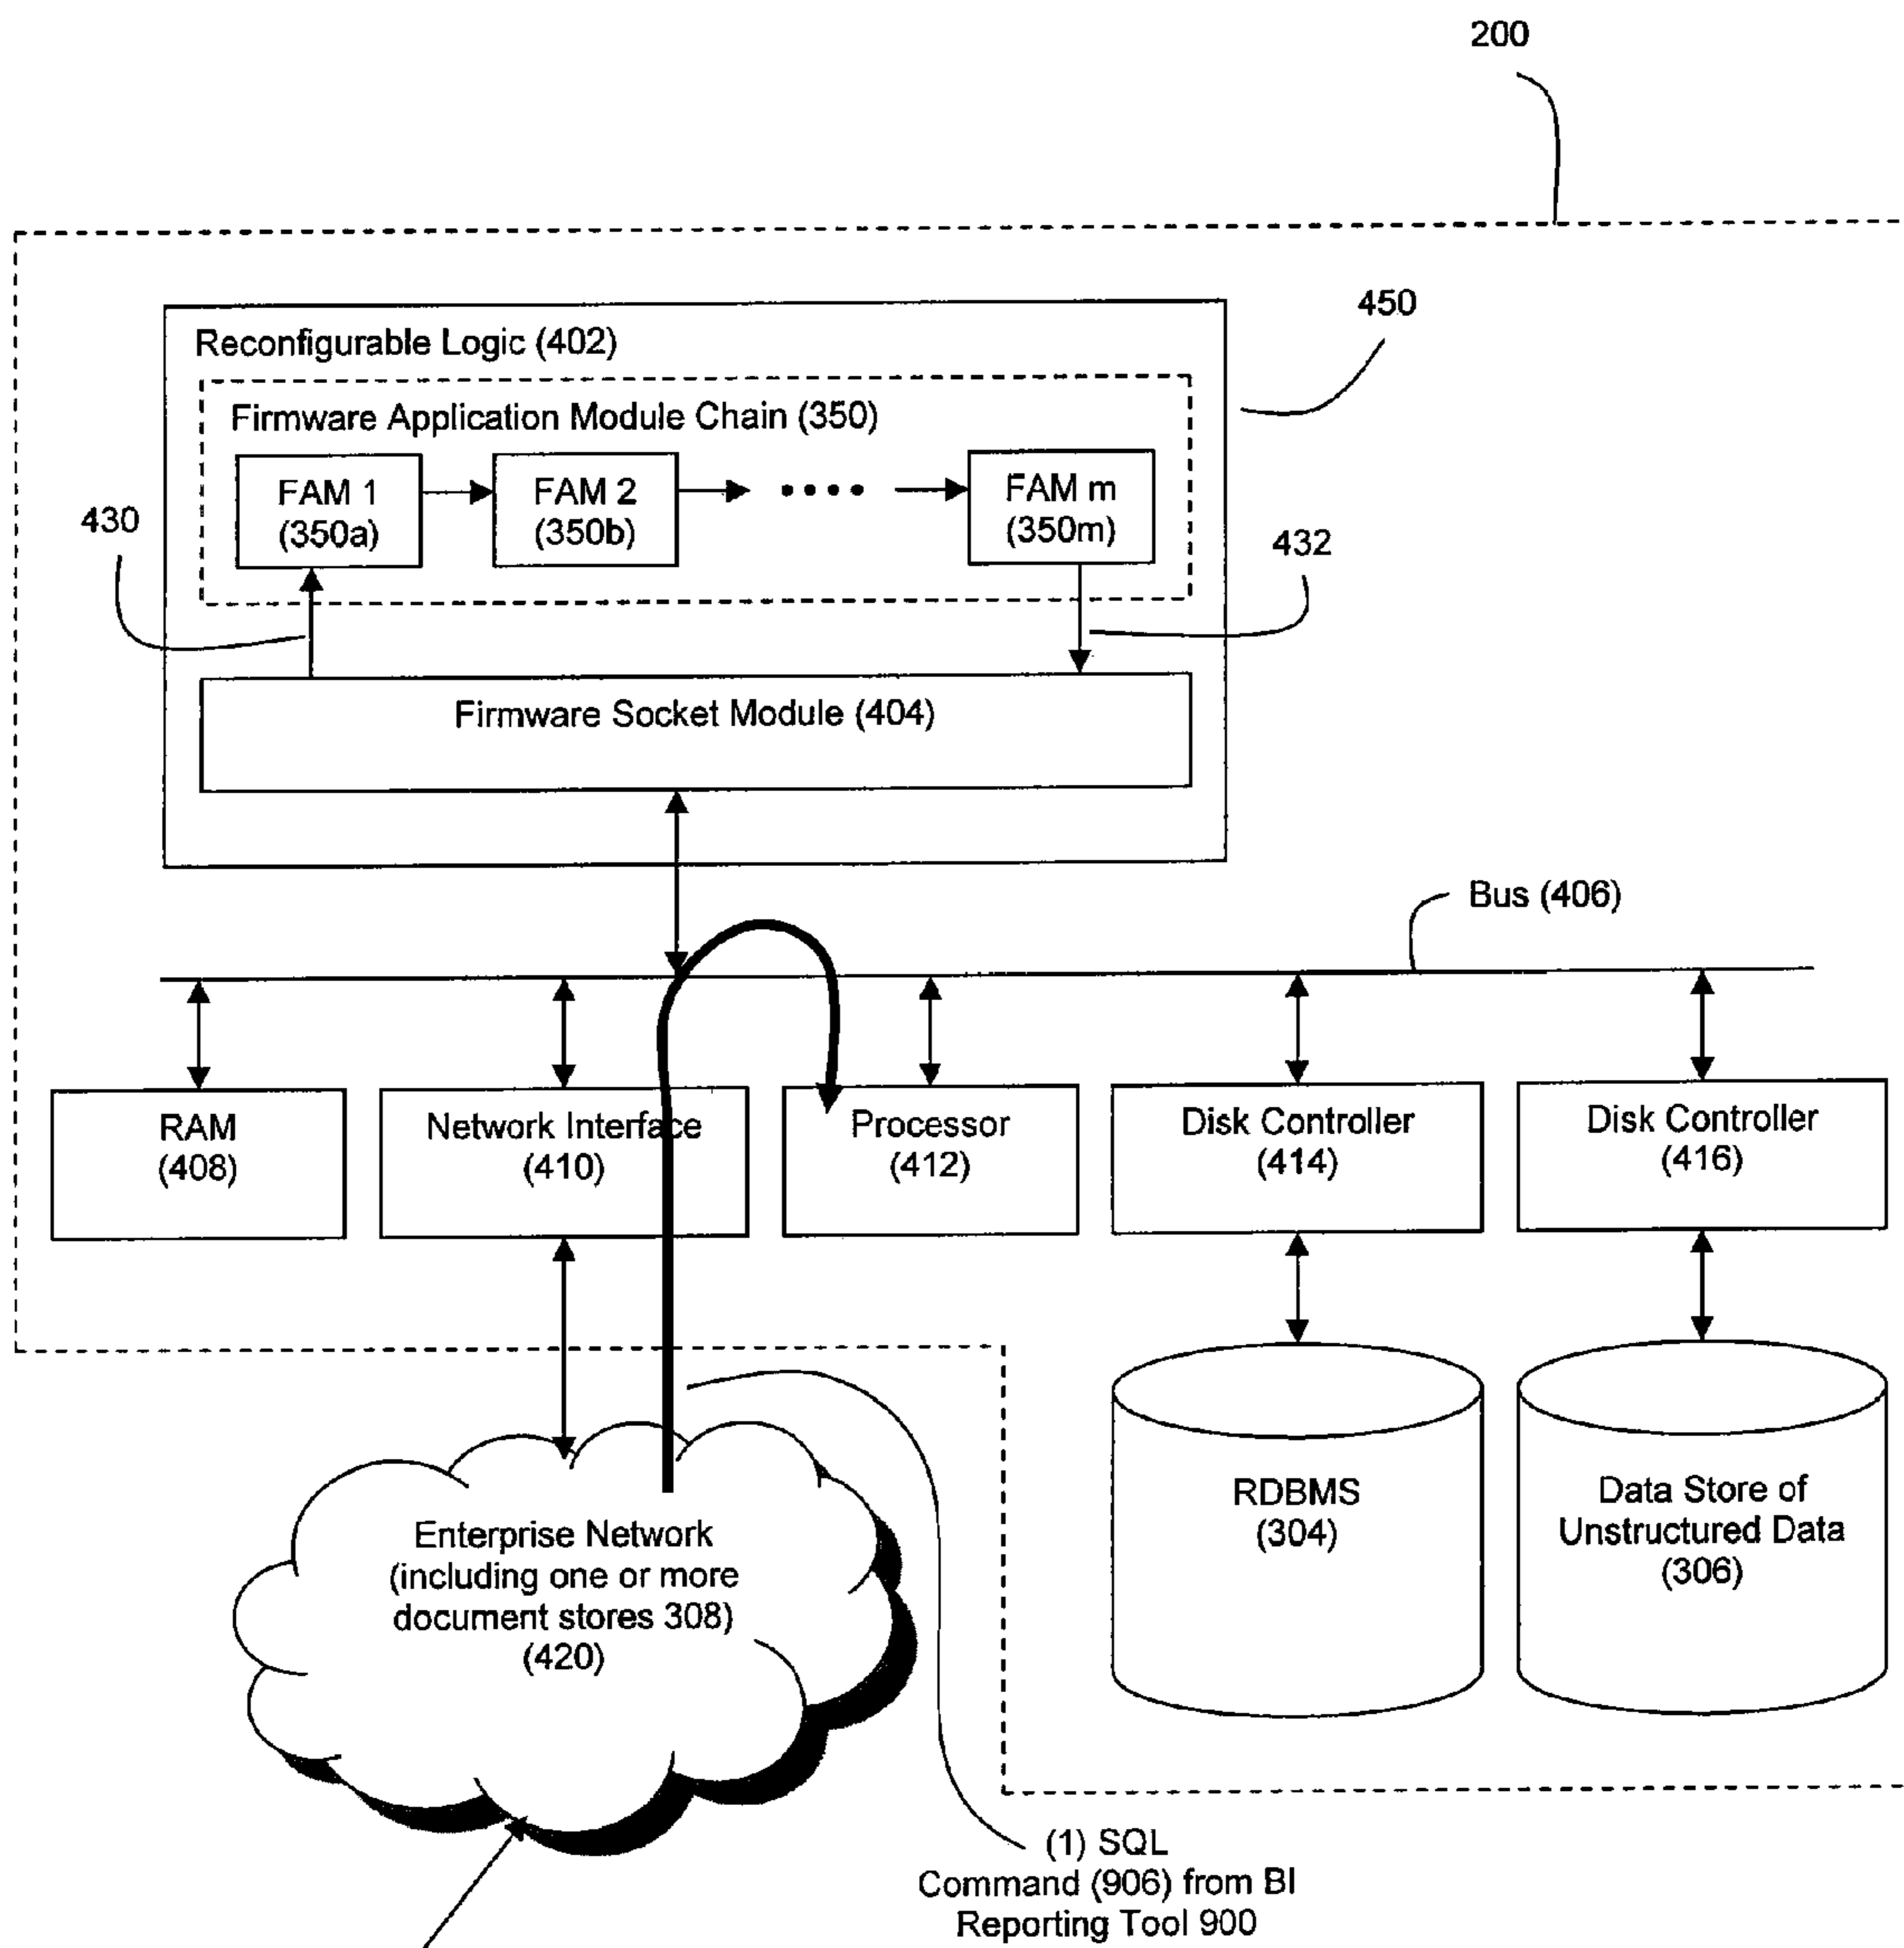 200
450
Reconfigurable Logic (402)
Firmware Application Module Chain (350)
FAM 1
(350a)
FAM 2
(350b)
FAM m
(350m)
430
432
Firmware Socket Module (404)
Bus (406)
RAM
(408)
Network Interface
(410)
Processor
(412)
Disk Controller
(414)
Disk Controller
(416)
RDBMS
(304)
Data Store of
Unstructured Data
(306)
Enterprise Network
(including one or more
document stores 308)
(420)
(1) SQL
Command (906) from BI
Reporting Tool 900